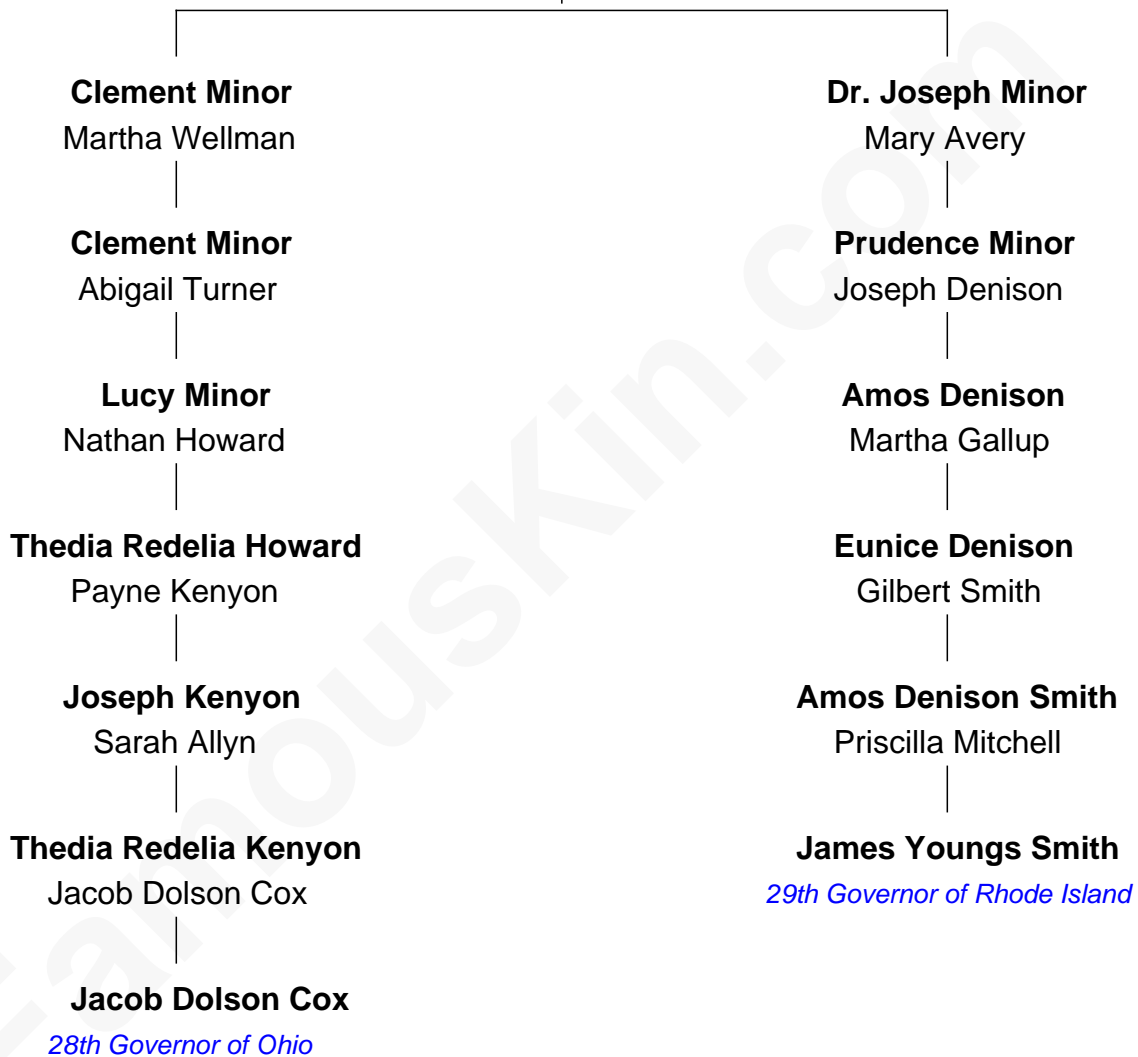 Clement Minor
Martha Wellman
Clement Minor
Abigail Turner
Lucy Minor
Nathan Howard
Thedia Redelia Howard
Payne Kenyon
Joseph Kenyon
Sarah Allyn
Thedia Redelia Kenyon
Jacob Dolson Cox
Jacob Dolson Cox
28th Governor of Ohio
Dr. Joseph Minor
Mary Avery
Prudence Minor
Joseph Denison
Amos Denison
Martha Gallup
Eunice Denison
Gilbert Smith
Amos Denison Smith
Priscilla Mitchell
James Youngs Smith
29th Governor of Rhode Island
FamousKin.com